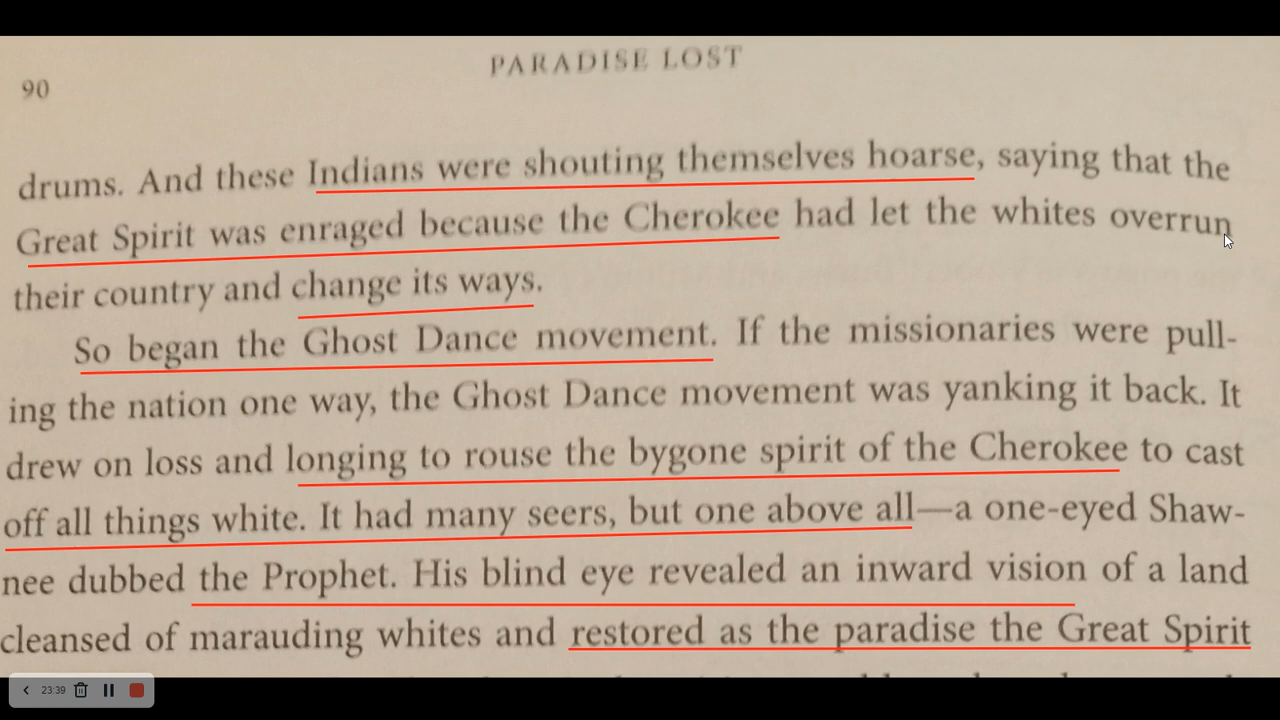 PARADISE LOST
90
drums. And these Indians were shouting themselves hoarse, saying that the
Great Spirit was enraged because the Cherokee had let the whites overrun
their country and change its ways.
So began the Ghost Dance movement. If the missionaries were pull-
ing the nation one way, the Ghost Dance movement was yanking it back. It
drew on loss and longing to rouse the bygone spirit of the Cherokee to cast
off all things white. It had many seers, but one above all—a one-eyed Shaw-
nee dubbed the Prophet. His blind eye revealed an inward vision of a land
cleansed of marauding whites and restored as the paradise the Great Spirit
23:39